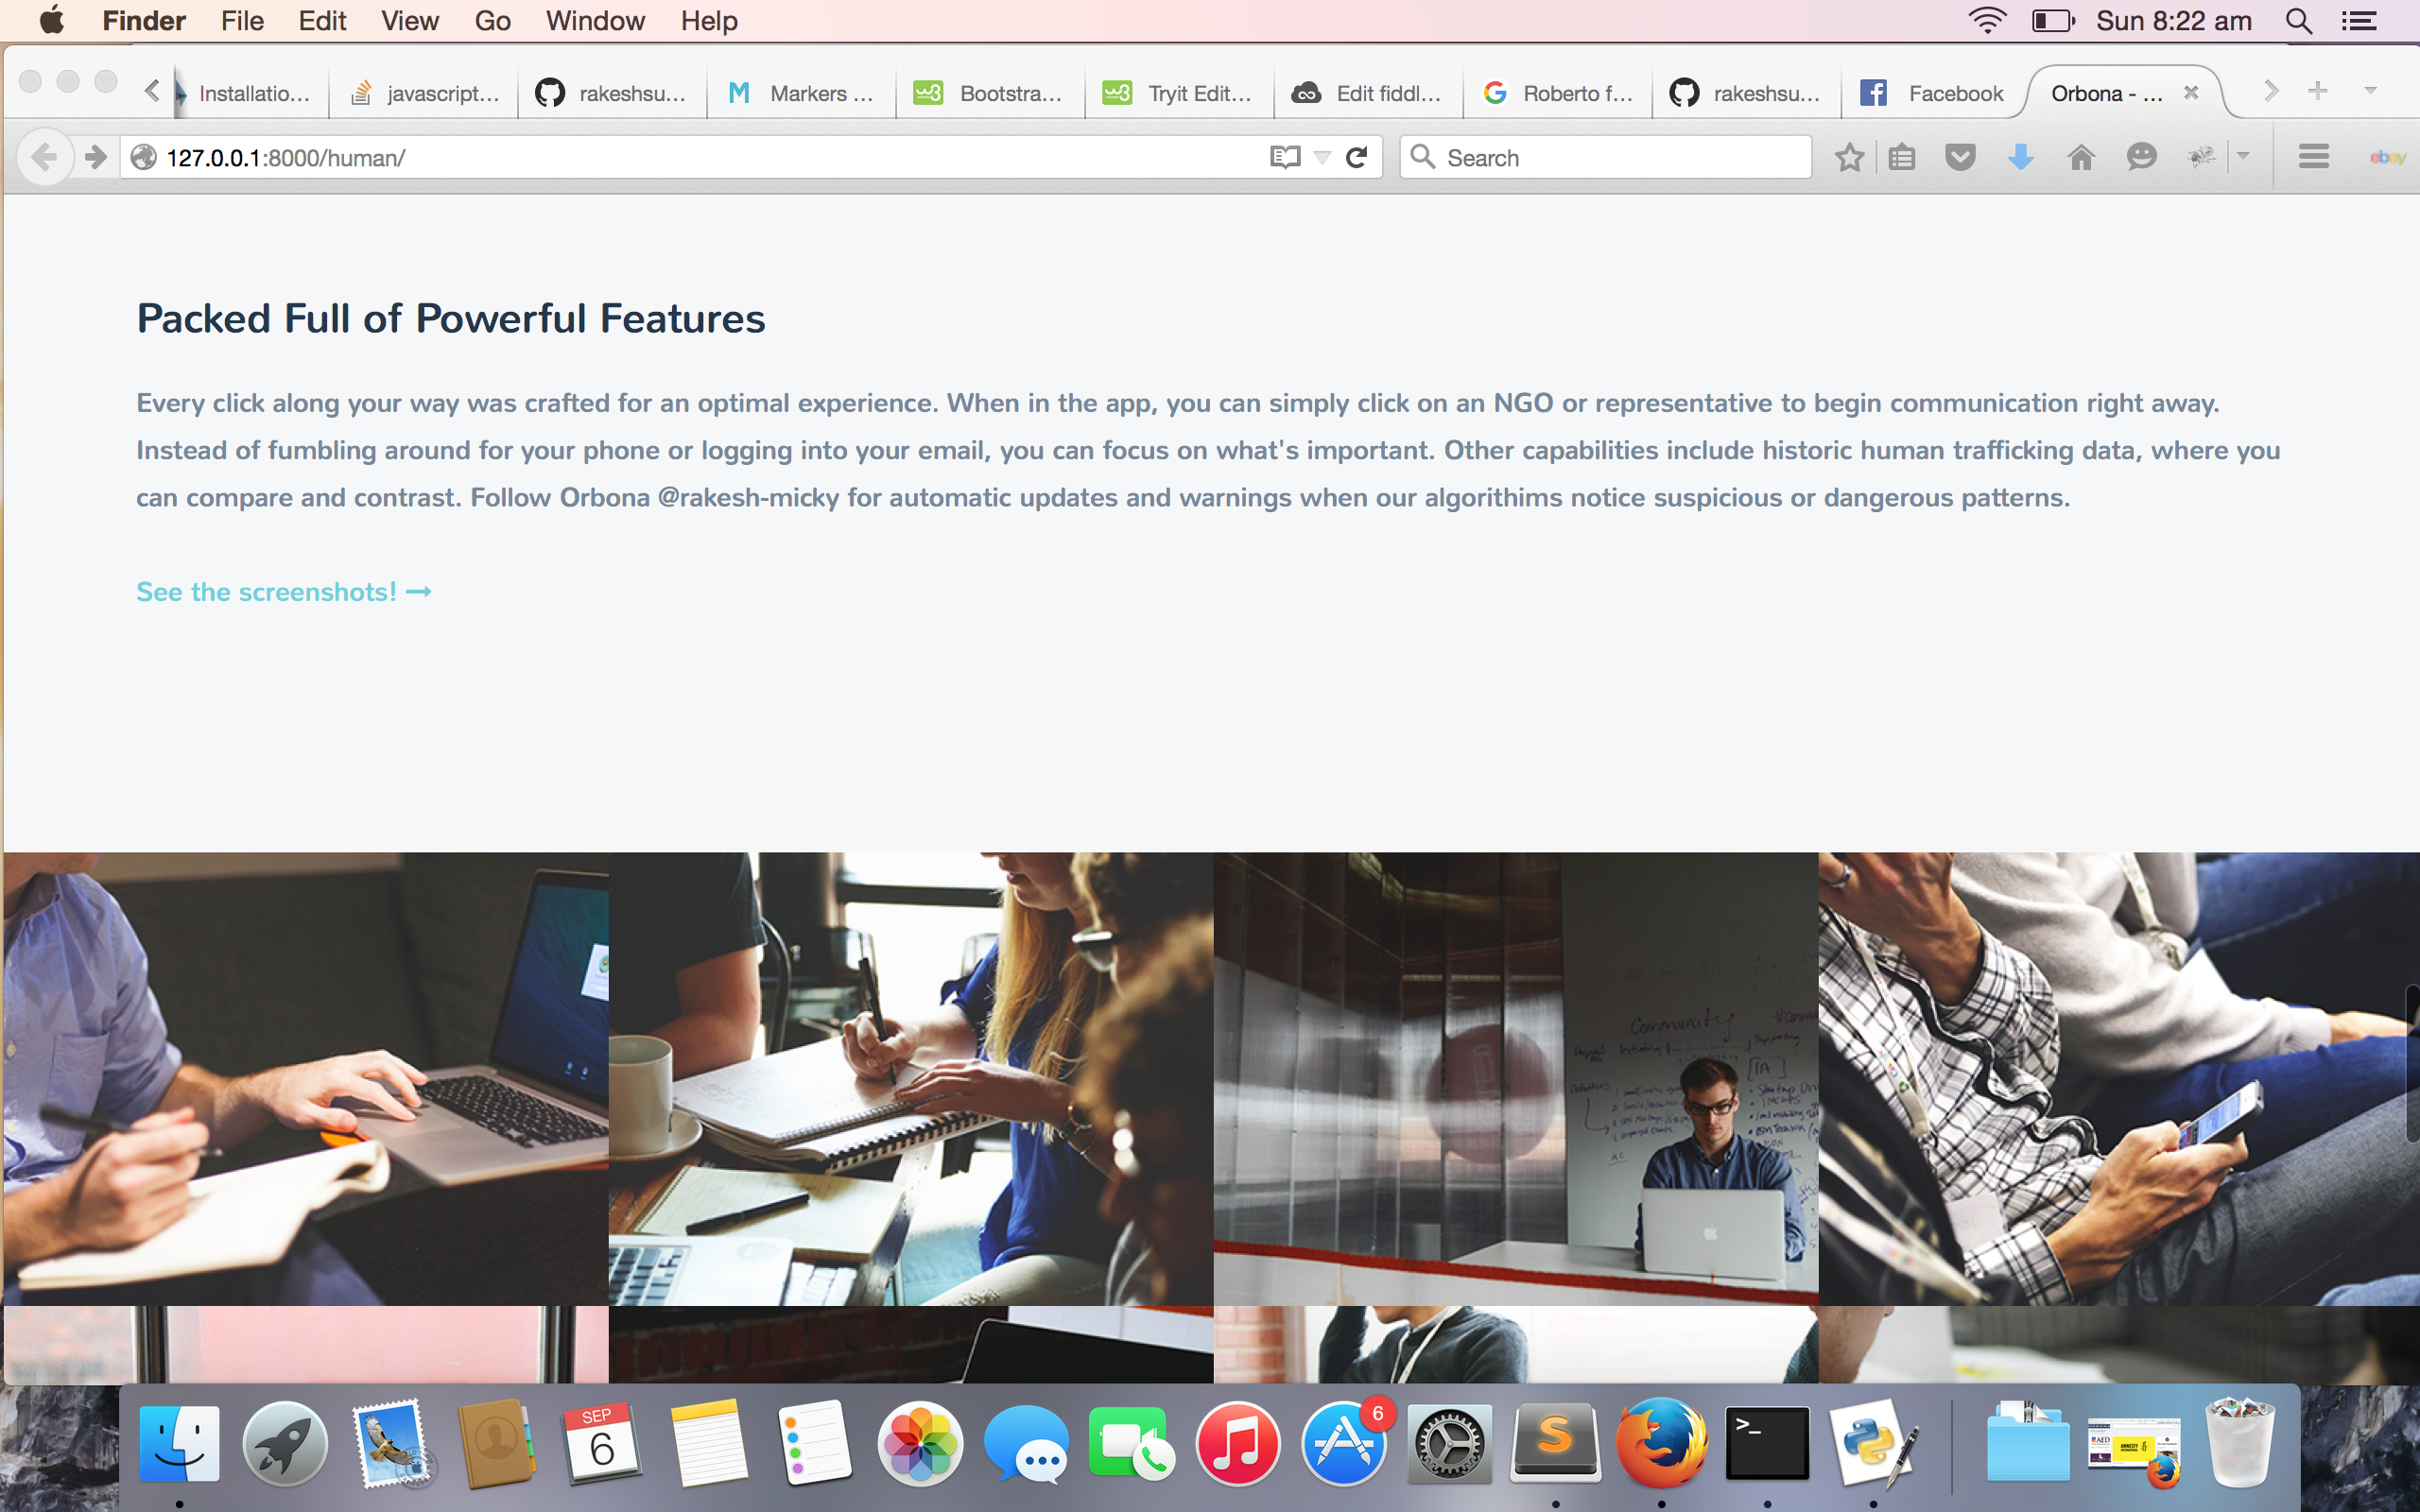 Finder File Edit View Go Window Help Sun 8:22 am
Installatio... javascript... rakeshsu... Markers ... Bootstra... Tryit Edit... Edit fiddl... Roberto f... rakeshsu... Facebook Orbona - ...
127.0.0.1:8000/human/ Search ebay
Packed Full of Powerful Features
Every click along your way was crafted for an optimal experience. When in the app, you can simply click on an NGO or representative to begin communication right away.
Instead of fumbling around for your phone or logging into your email, you can focus on what's important. Other capabilities include historic human trafficking data, where you
can compare and contrast. Follow Orbona @rakesh-micky for automatic updates and warnings when our algorithims notice suspicious or dangerous patterns.
See the screenshots!
Community
SEP
6
6